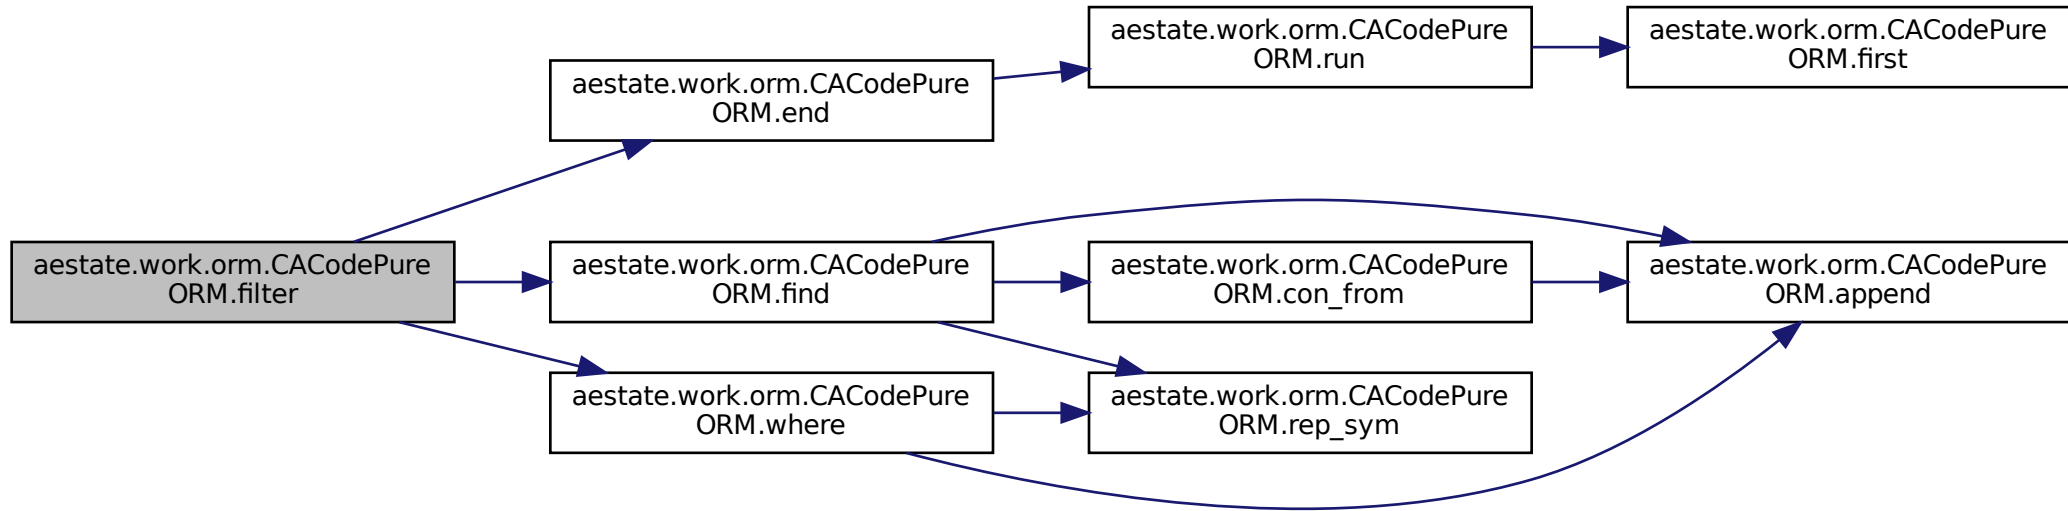 aestate.work.orm.CACodePure
ORM.filter
aestate.work.orm.CACodePure
ORM.end
aestate.work.orm.CACodePure
ORM.run
aestate.work.orm.CACodePure
ORM.first
aestate.work.orm.CACodePure
ORM.find
aestate.work.orm.CACodePure
ORM.con_from
aestate.work.orm.CACodePure
ORM.append
aestate.work.orm.CACodePure
ORM.where
aestate.work.orm.CACodePure
ORM.rep_sym